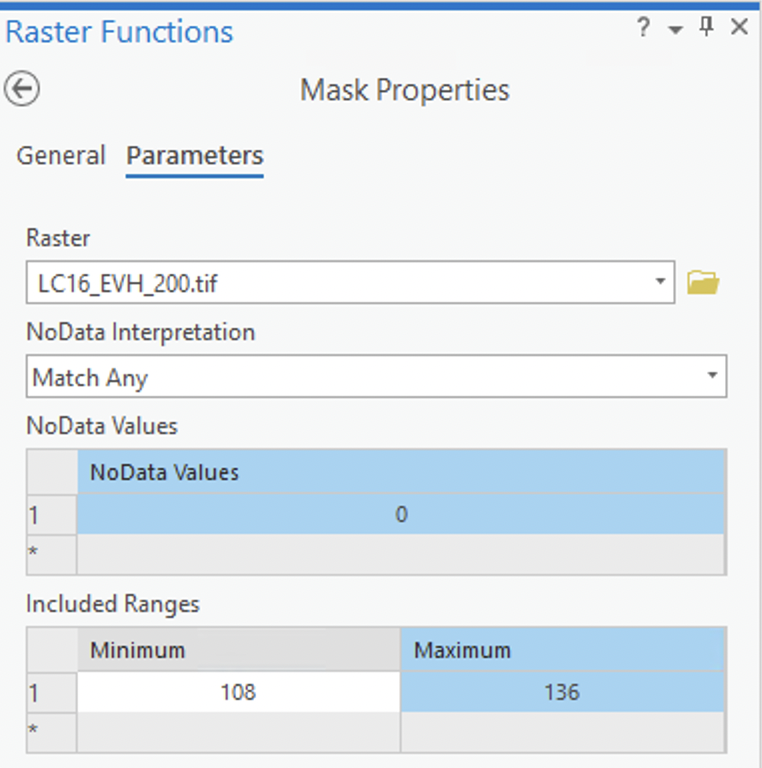 Raster Functions ?
Mask Properties
General Parameters
Raster
LC16_EVH_200.tif
NoData Interpretation
Match Any
NoData Values
NoData Values
1 0
*
Included Ranges
Minimum Maximum
1 108 136
*